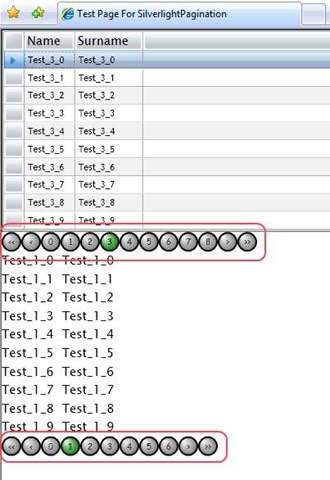 Test Page For SilverlightPagination
Name Surname
Test_3_0 Test_3_0
Test_3_1 Test_3_1
Test_3_2 Test_3_2
Test_3_3 Test_3_3
Test_3_4 Test_3_4
Test_3_5 Test_3_5
Test_3_6 Test_3_6
Test_3_7 Test_3_7
Test_3_8 Test_3_8
Test_3_9 Test_3_9
<< < 0 1 2 3 4 5 6 7 8 > >>
Test_1_0 Test_1_0
Test_1_1 Test_1_1
Test_1_2 Test_1_2
Test_1_3 Test_1_3
Test_1_4 Test_1_4
Test_1_5 Test_1_5
Test_1_6 Test_1_6
Test_1_7 Test_1_7
Test_1_8 Test_1_8
Test_1_9 Test_1_9
<< < 0 1 2 3 4 5 6 > >>